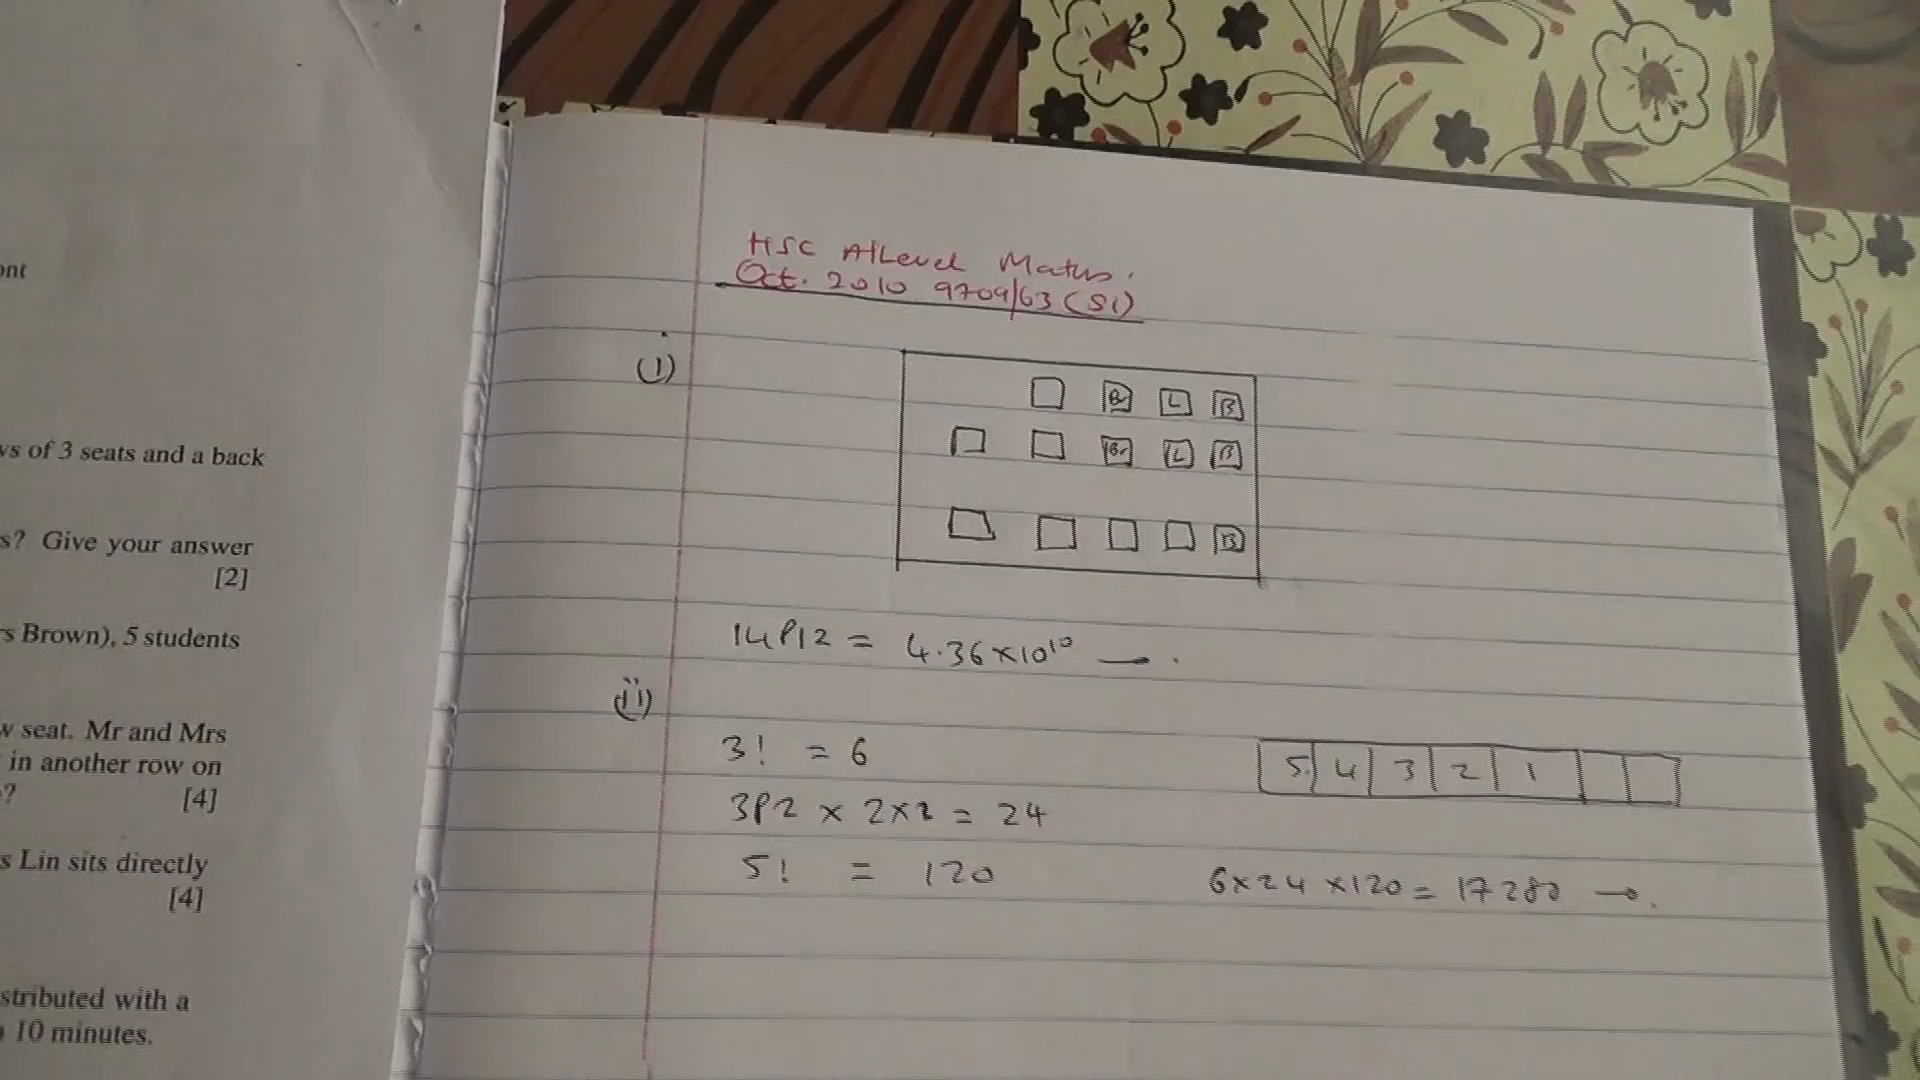 ont
ws of 3 seats and a back
s? Give your answer
[2]
rs Brown), 5 students
w seat. Mr and Mrs
in another row on
? [4]
s Lin sits directly
[4]
stributed with a
10 minutes.
HSC A/Level Maths.
Oct. 2010 9709/63 (S1)
(i)
Br L B
Br L B
B
14P12 = 4.36×10¹⁰
(ii)
3! = 6
5 4 3 2 1
3P2 × 2×2 = 24
5! = 120
6×24×120 = 17280 →.